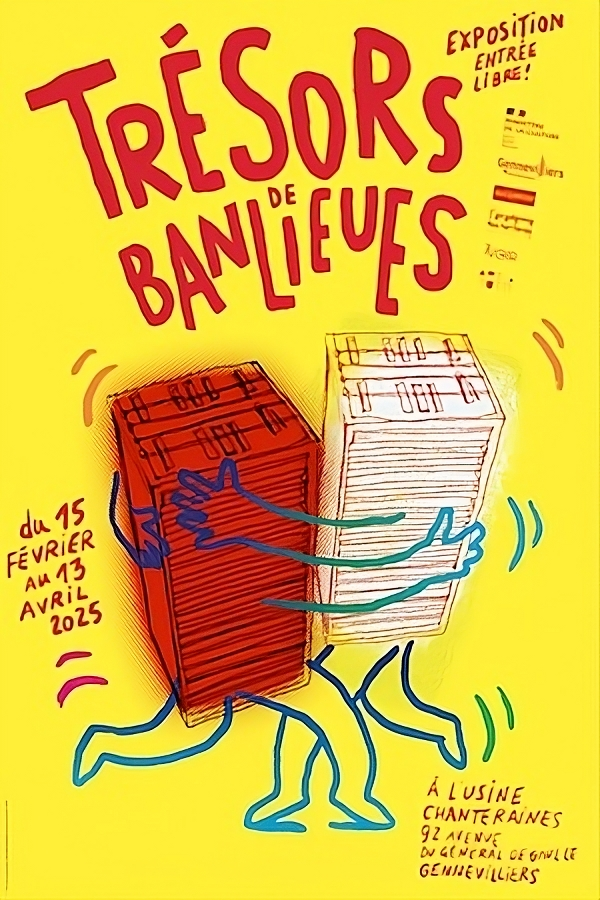 EXPOSITION
ENTRÉE
LIBRE!
TRÉSORS
DE
BANLIEUES
Gennevilliers
du 15
FÉVRIER
AU 13
AVRIL
2025
À L'USINE
CHANTERAINES
92 AVENUE
DU GÉNÉRAL DE GAULLE
GENNEVILLIERS